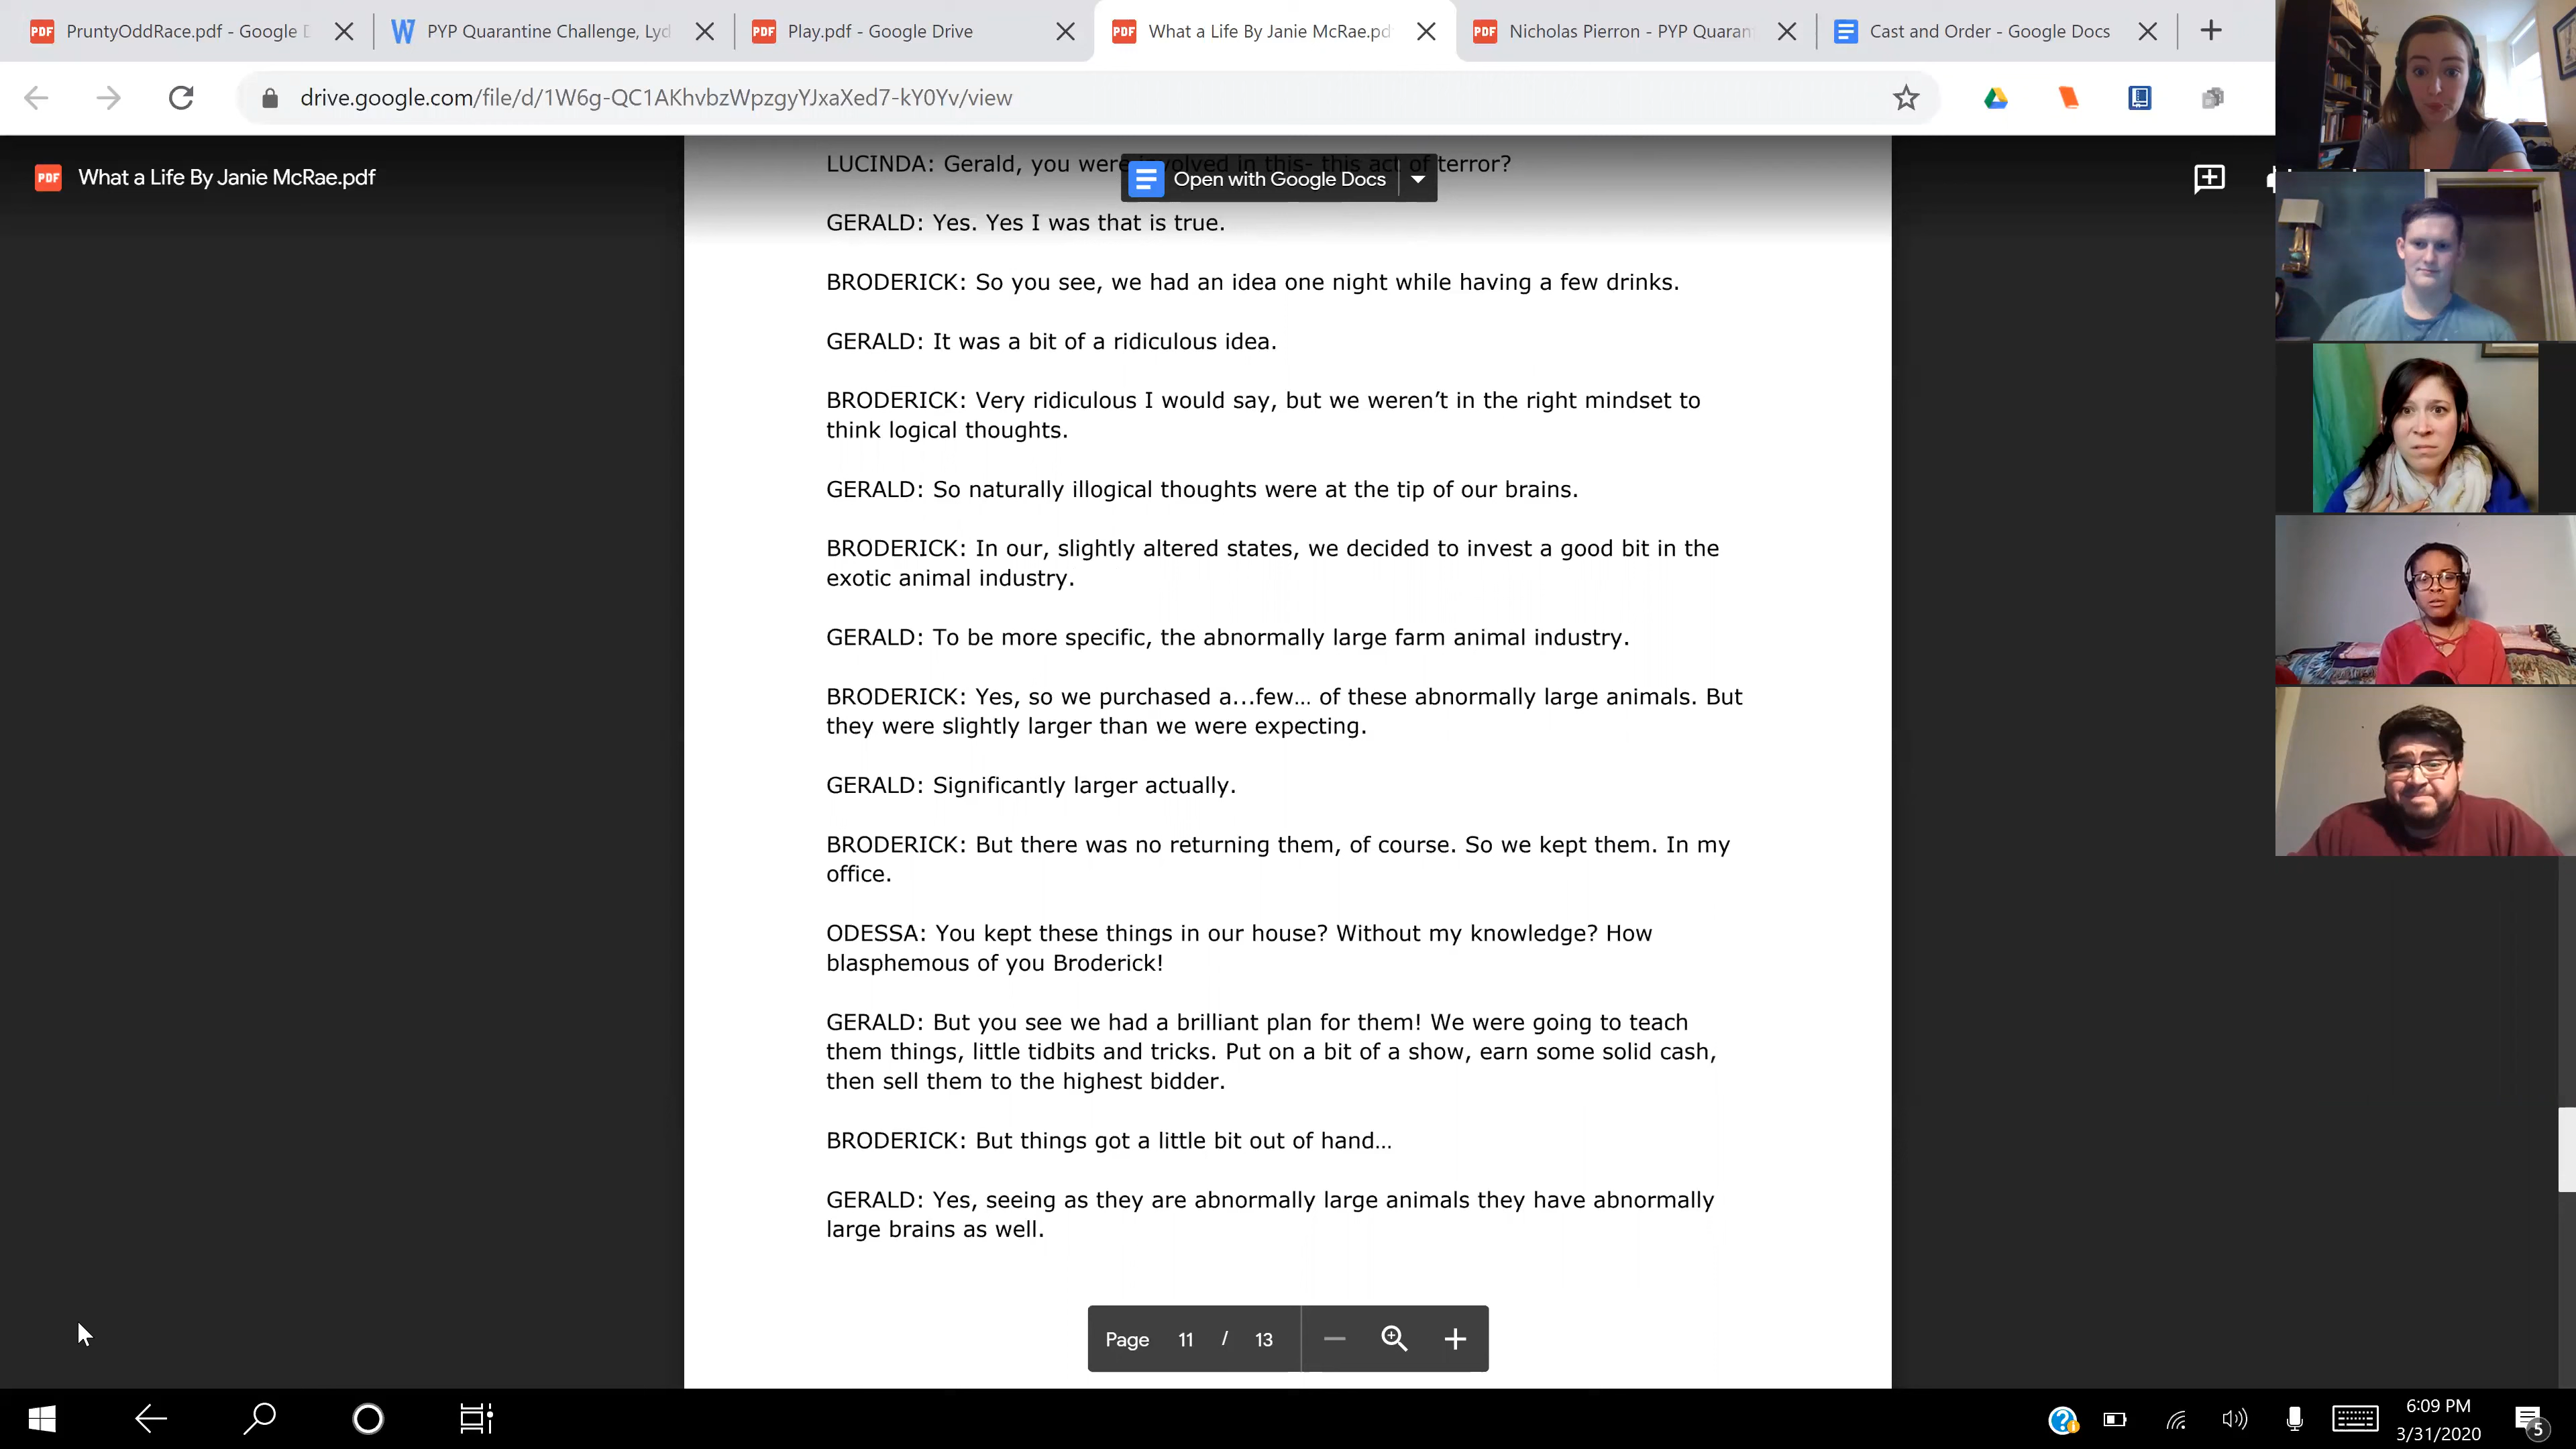 PDF PruntyOddRace.pdf - Google D
W PYP Quarantine Challenge, Lyd
PDF Play.pdf - Google Drive
PDF What a Life By Janie McRae.pd
PDF Nicholas Pierron - PYP Quaran
Cast and Order - Google Docs
drive.google.com/file/d/1W6g-QC1AKhvbzWpzgyYJxaXed7-kY0Yv/view
PDF What a Life By Janie McRae.pdf
Open with Google Docs
LUCINDA: Gerald, you were involved in this- this act of terror?
GERALD: Yes. Yes I was that is true.
BRODERICK: So you see, we had an idea one night while having a few drinks.
GERALD: It was a bit of a ridiculous idea.
BRODERICK: Very ridiculous I would say, but we weren’t in the right mindset to
think logical thoughts.
GERALD: So naturally illogical thoughts were at the tip of our brains.
BRODERICK: In our, slightly altered states, we decided to invest a good bit in the
exotic animal industry.
GERALD: To be more specific, the abnormally large farm animal industry.
BRODERICK: Yes, so we purchased a…few… of these abnormally large animals. But
they were slightly larger than we were expecting.
GERALD: Significantly larger actually.
BRODERICK: But there was no returning them, of course. So we kept them. In my
office.
ODESSA: You kept these things in our house? Without my knowledge? How
blasphemous of you Broderick!
GERALD: But you see we had a brilliant plan for them! We were going to teach
them things, little tidbits and tricks. Put on a bit of a show, earn some solid cash,
then sell them to the highest bidder.
BRODERICK: But things got a little bit out of hand…
GERALD: Yes, seeing as they are abnormally large animals they have abnormally
large brains as well.
Page 11 / 13
6:09 PM
3/31/2020
5